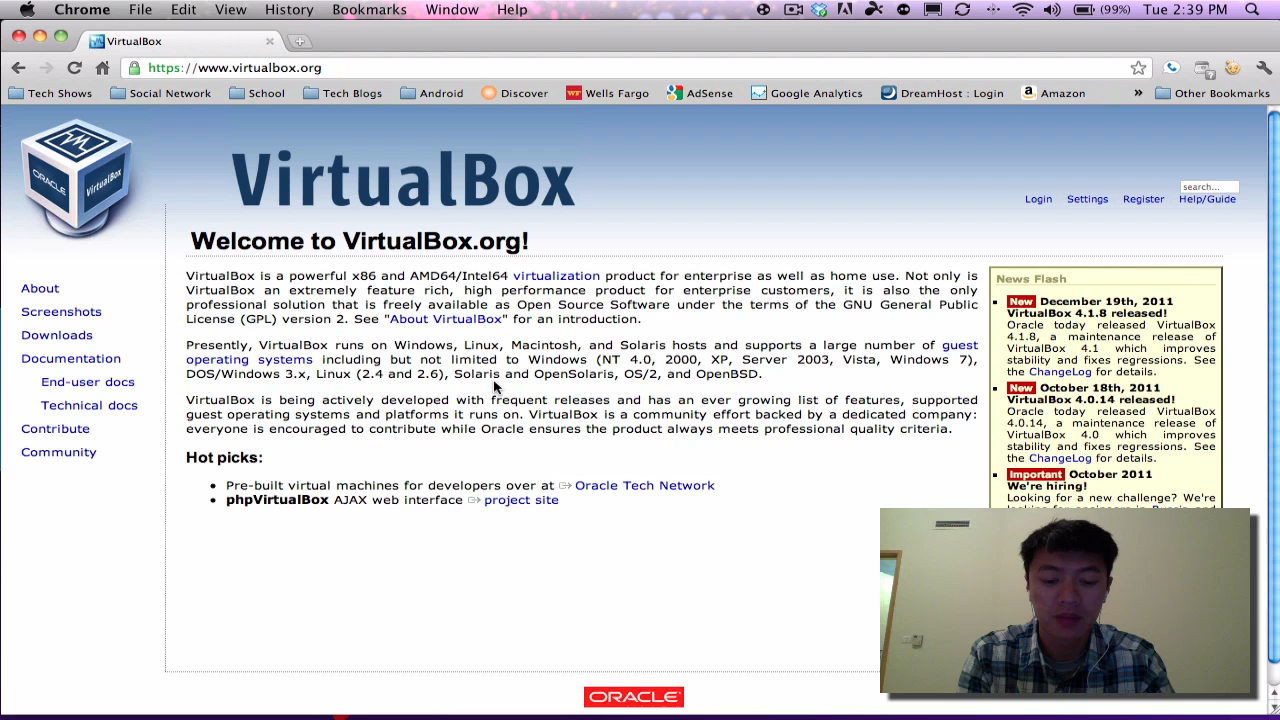 Chrome File Edit View History Bookmarks Window Help (99%) Tue 2:39 PM
VirtualBox
https://www.virtualbox.org
Tech Shows Social Network School Tech Blogs Android Discover Wells Fargo AdSense Google Analytics DreamHost : Login Amazon » Other Bookmarks
ORACLE
VirtualBox
VirtualBox
search...
Login Settings Register Help/Guide
Welcome to VirtualBox.org!
About
Screenshots
Downloads
Documentation
End-user docs
Technical docs
Contribute
Community
VirtualBox is a powerful x86 and AMD64/Intel64 virtualization product for enterprise as well as home use. Not only is
VirtualBox an extremely feature rich, high performance product for enterprise customers, it is also the only
professional solution that is freely available as Open Source Software under the terms of the GNU General Public
License (GPL) version 2. See "About VirtualBox" for an introduction.
Presently, VirtualBox runs on Windows, Linux, Macintosh, and Solaris hosts and supports a large number of guest
operating systems including but not limited to Windows (NT 4.0, 2000, XP, Server 2003, Vista, Windows 7),
DOS/Windows 3.x, Linux (2.4 and 2.6), Solaris and OpenSolaris, OS/2, and OpenBSD.
VirtualBox is being actively developed with frequent releases and has an ever growing list of features, supported
guest operating systems and platforms it runs on. VirtualBox is a community effort backed by a dedicated company:
everyone is encouraged to contribute while Oracle ensures the product always meets professional quality criteria.
Hot picks:
• Pre-built virtual machines for developers over at Oracle Tech Network
• phpVirtualBox AJAX web interface project site
News Flash
New December 19th, 2011
VirtualBox 4.1.8 released!
Oracle today released VirtualBox
4.1.8, a maintenance release of
VirtualBox 4.1 which improves
stability and fixes regressions. See
the ChangeLog for details.
New October 18th, 2011
VirtualBox 4.0.14 released!
Oracle today released VirtualBox
4.0.14, a maintenance release of
VirtualBox 4.0 which improves
stability and fixes regressions. See
the ChangeLog for details.
Important October 2011
We're hiring!
Looking for a new challenge? We're
ORACLE